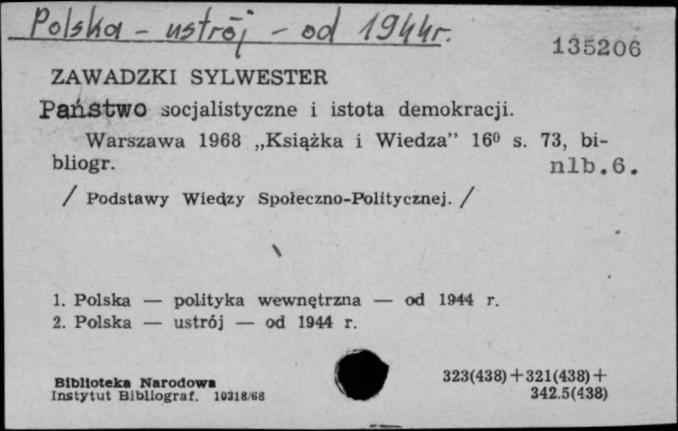 Polska - ustrój - od 1944r.
135206
ZAWADZKI SYLWESTER
Państwo socjalistyczne i istota demokracji.
Warszawa 1968 „Książka i Wiedza” 16⁰ s. 73, bi-
bliogr. nlb.6.
/ Podstawy Wiedzy Społeczno-Politycznej. /
1. Polska — polityka wewnętrzna — od 1944 r.
2. Polska — ustrój — od 1944 r.
Biblioteka Narodowa
Instytut Bibliograf. 10318/68
323(438)+321(438)+
342.5(438)